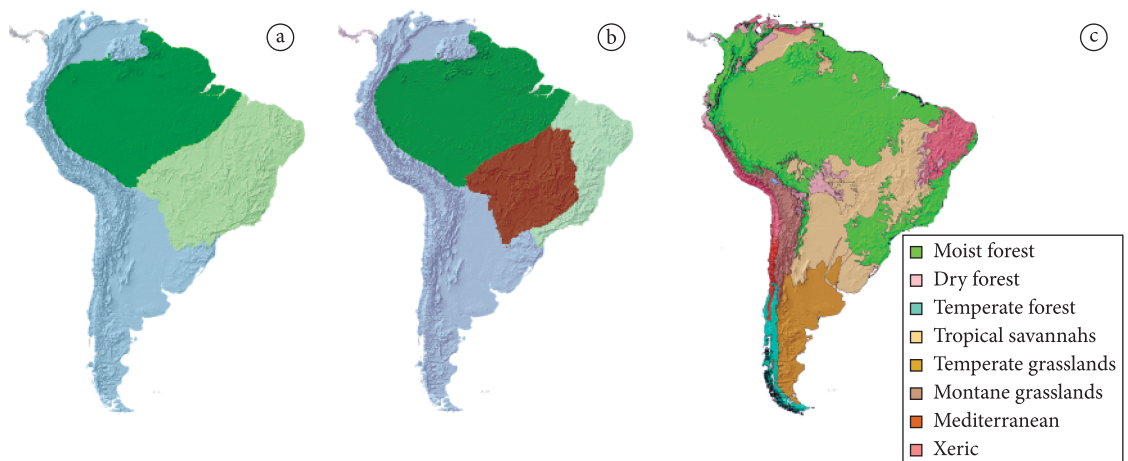 a
b
c
Moist forest
Dry forest
Temperate forest
Tropical savannahs
Temperate grasslands
Montane grasslands
Mediterranean
Xeric